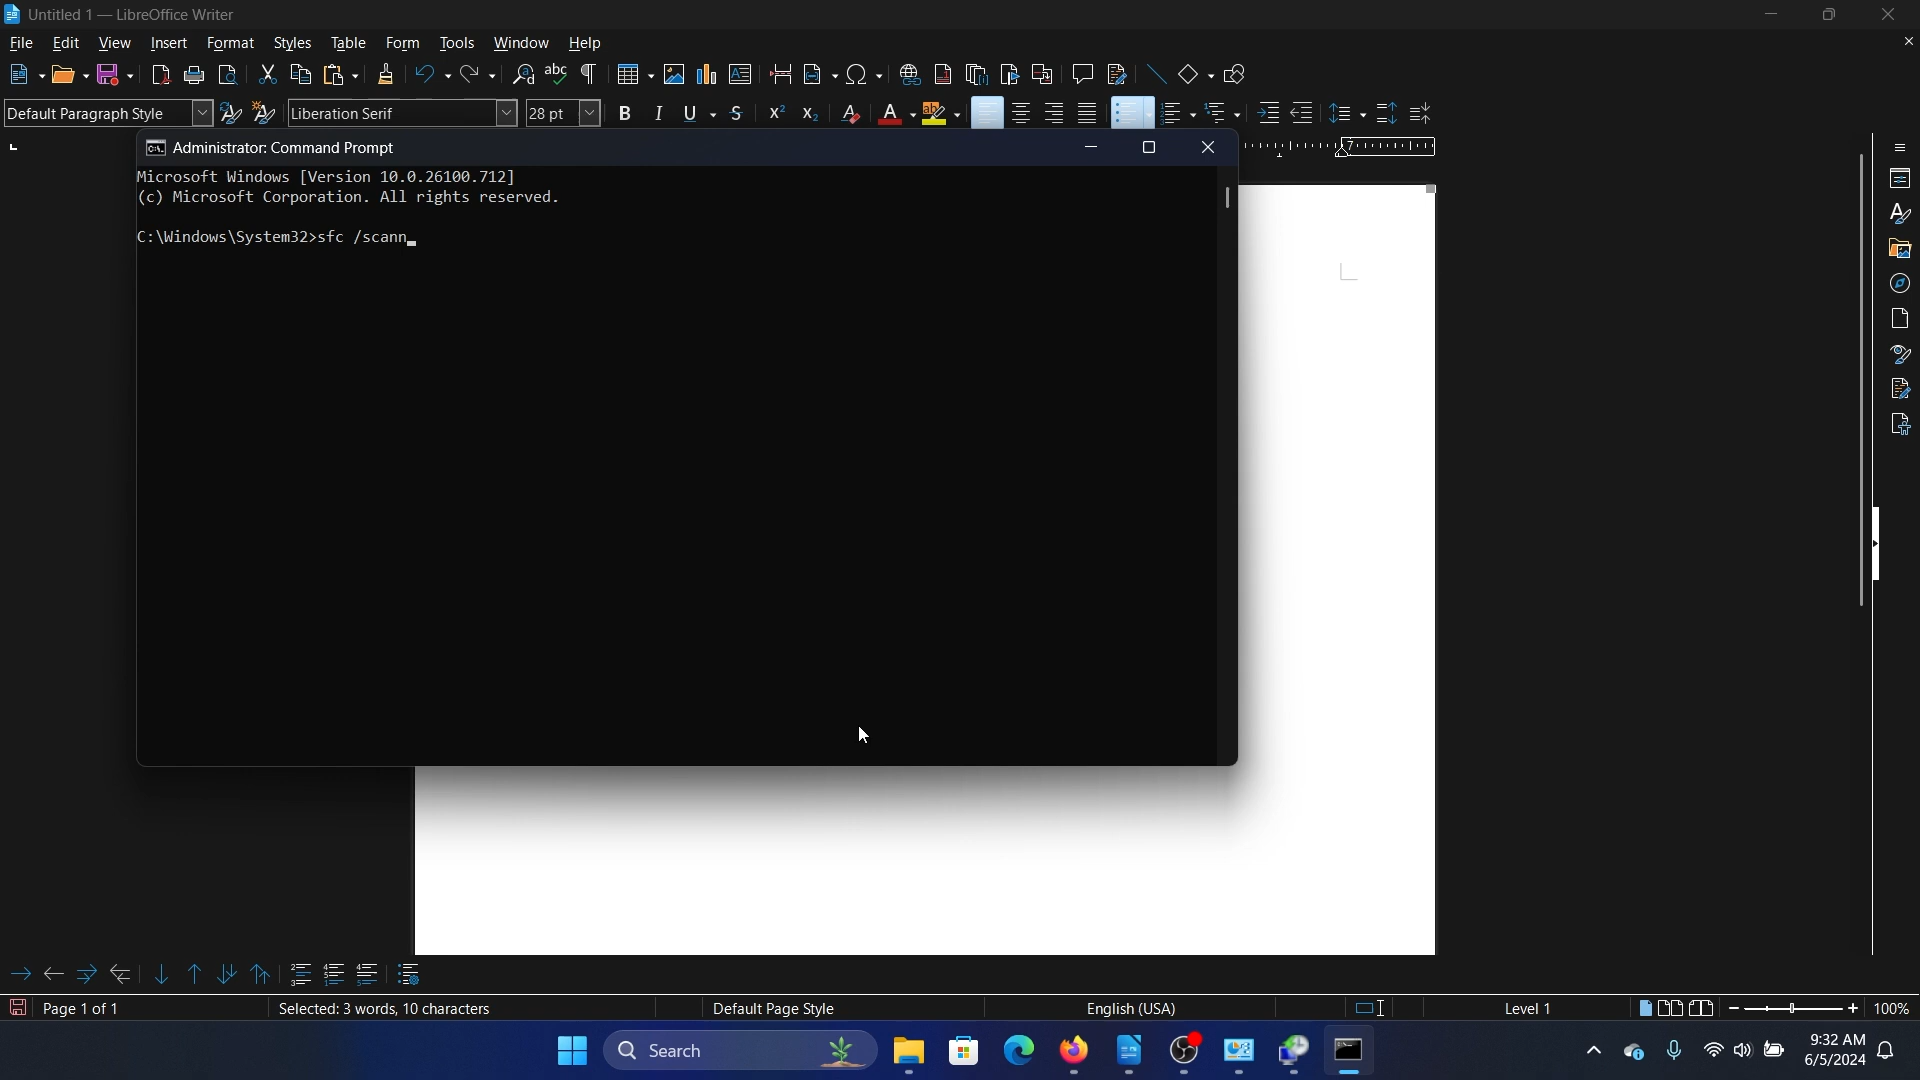 Untitled 1 — LibreOffice Writer
File Edit View Insert Format Styles Table Form Tools Window Help
Default Paragraph Style Liberation Serif 28 pt
Administrator: Command Prompt
7
Microsoft Windows [Version 10.0.26100.712]
(c) Microsoft Corporation. All rights reserved.
C:\Windows\System32>sfc /scann_
Page 1 of 1 Selected: 3 words, 10 characters Default Page Style English (USA) Level 1 100%
Search
9:32 AM
6/5/2024